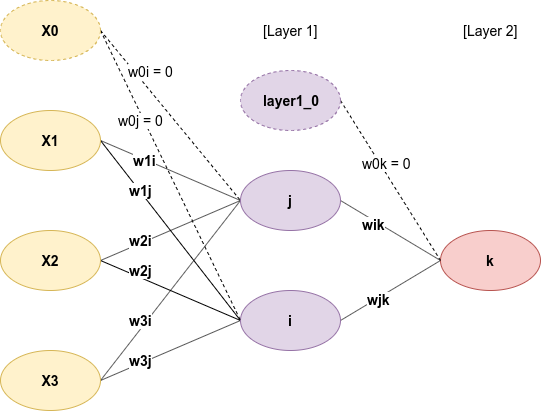 X0
[Layer 1]
[Layer 2]
w0i = 0
layer1_0
w0j = 0
X1
w1i
w0k = 0
w1j
j
wik
w2i
X2
k
w2j
wjk
w3i
i
w3j
X3